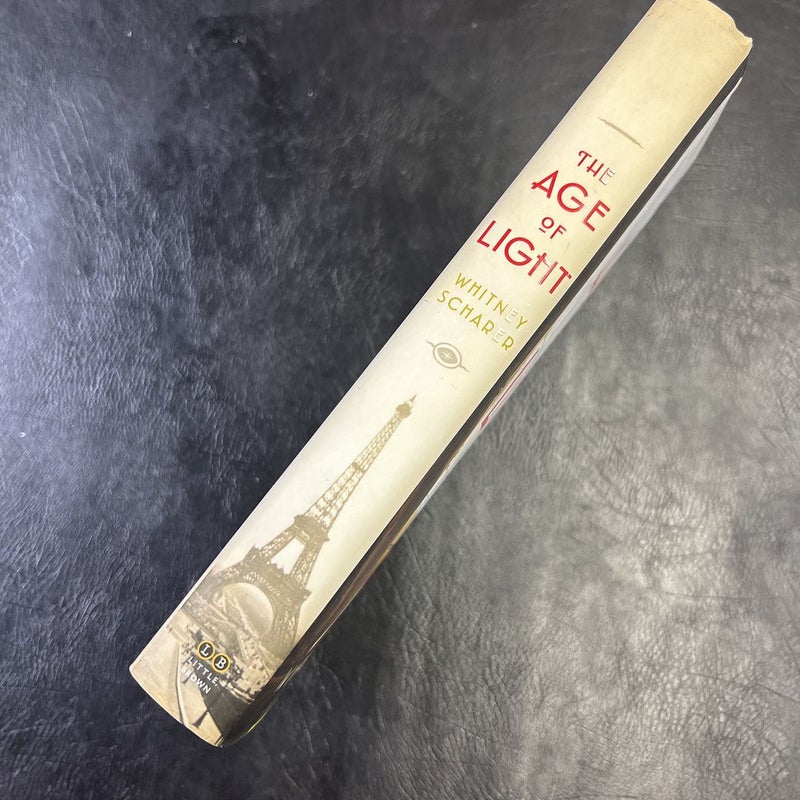 THE
AGE
OF
LIGHT
WHITNEY
SCHARER
LB
LITTLE,
BROWN